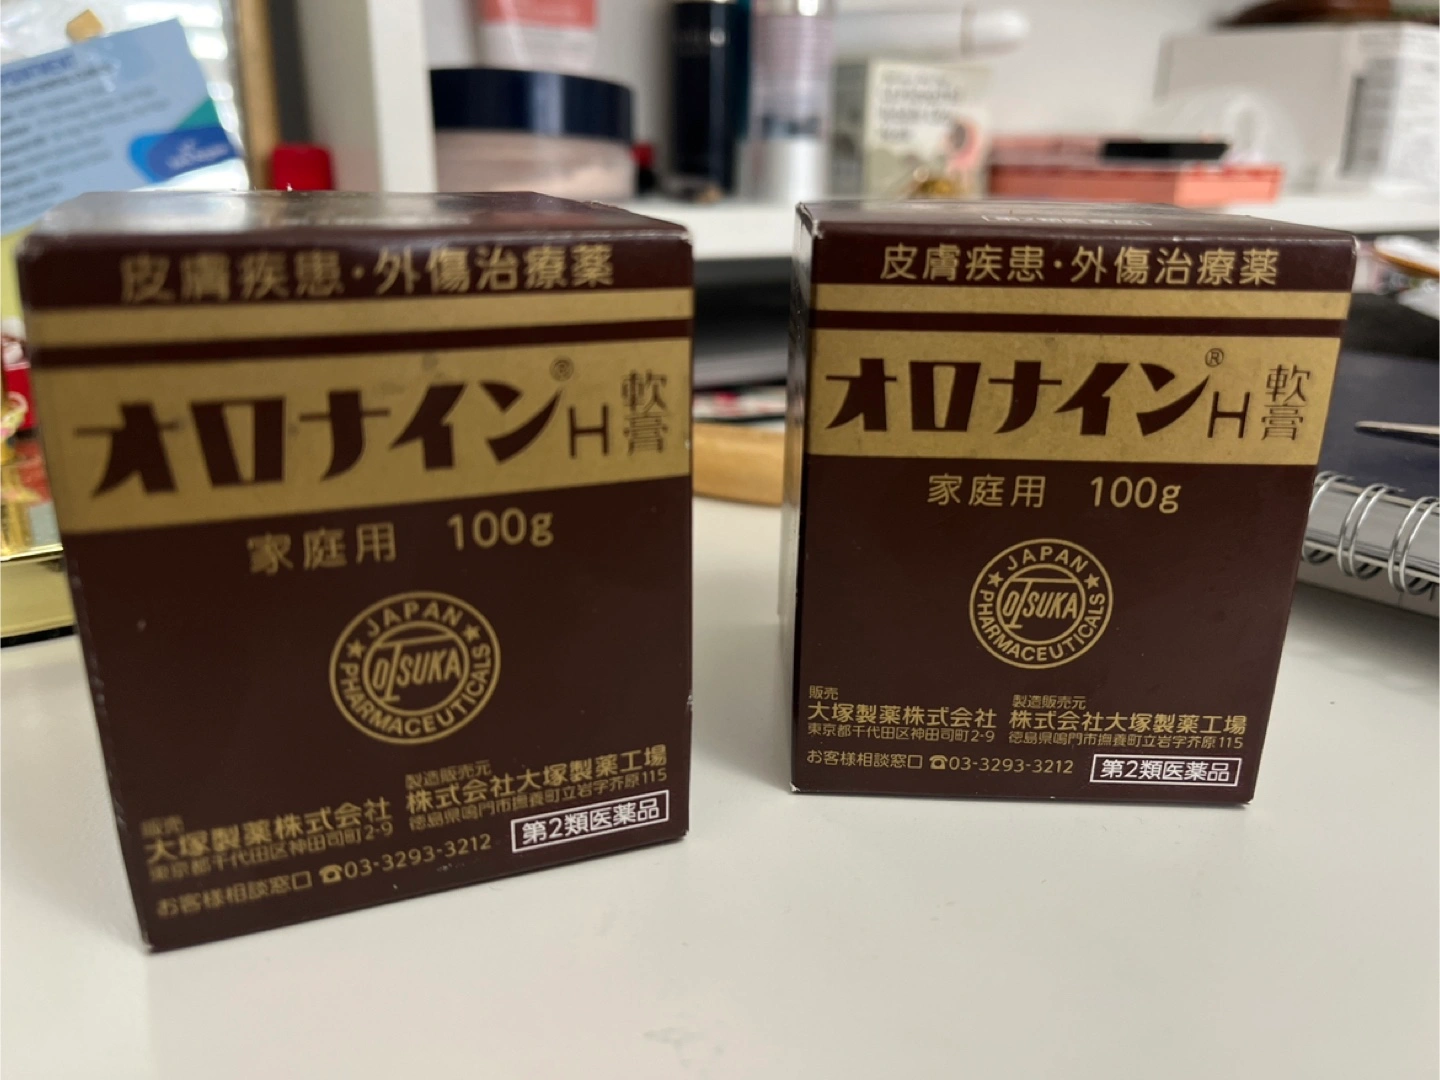 皮膚疾患・外傷治療薬
オロナイン®H軟膏
家庭用 100g
JAPAN
OTSUKA
PHARMACEUTICALS
販売
大塚製薬株式会社
東京都千代田区神田司町2-9
製造販売元
株式会社大塚製薬工場
徳島県鳴門市撫養町立岩字芥原115
お客様相談窓口 ☎03-3293-3212
第2類医薬品
皮膚疾患・外傷治療薬
オロナイン®H軟膏
家庭用 100g
JAPAN
OTSUKA
PHARMACEUTICALS
販売
大塚製薬株式会社
東京都千代田区神田司町2-9
製造販売元
株式会社大塚製薬工場
徳島県鳴門市撫養町立岩字芥原115
お客様相談窓口 ☎03-3293-3212
第2類医薬品